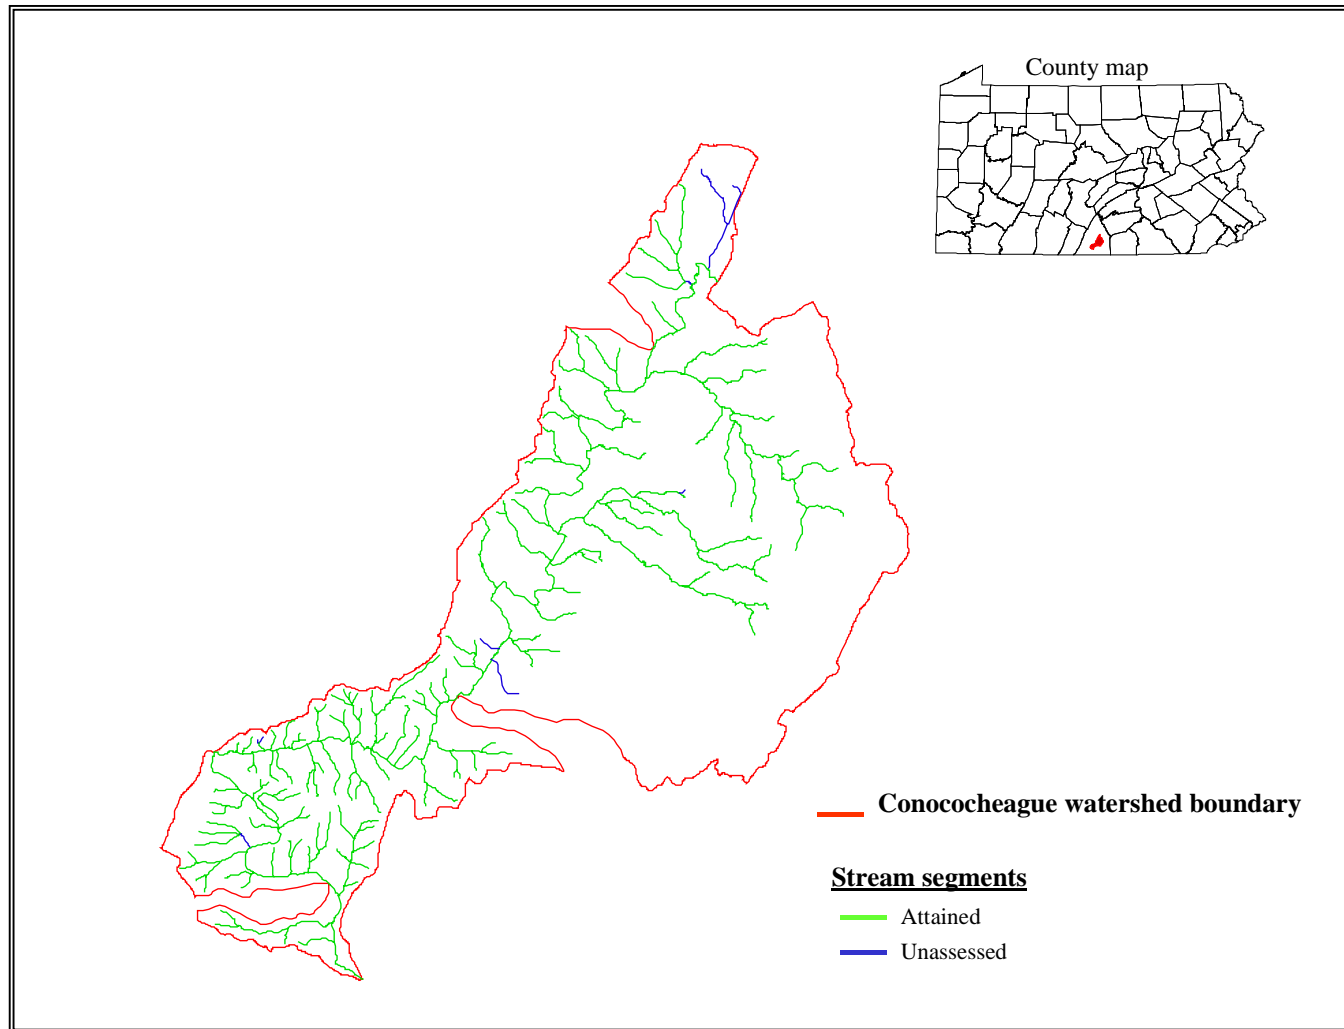 County map
Conococheague watershed boundary
Stream segments
Attained
Unassessed